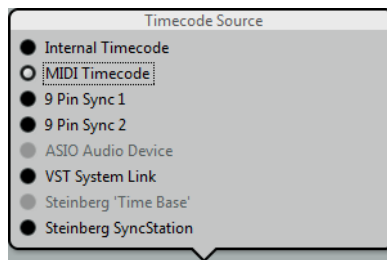 Timecode Source
Internal Timecode
MIDI Timecode
9 Pin Sync 1
9 Pin Sync 2
ASIO Audio Device
VST System Link
Steinberg 'Time Base'
Steinberg SyncStation